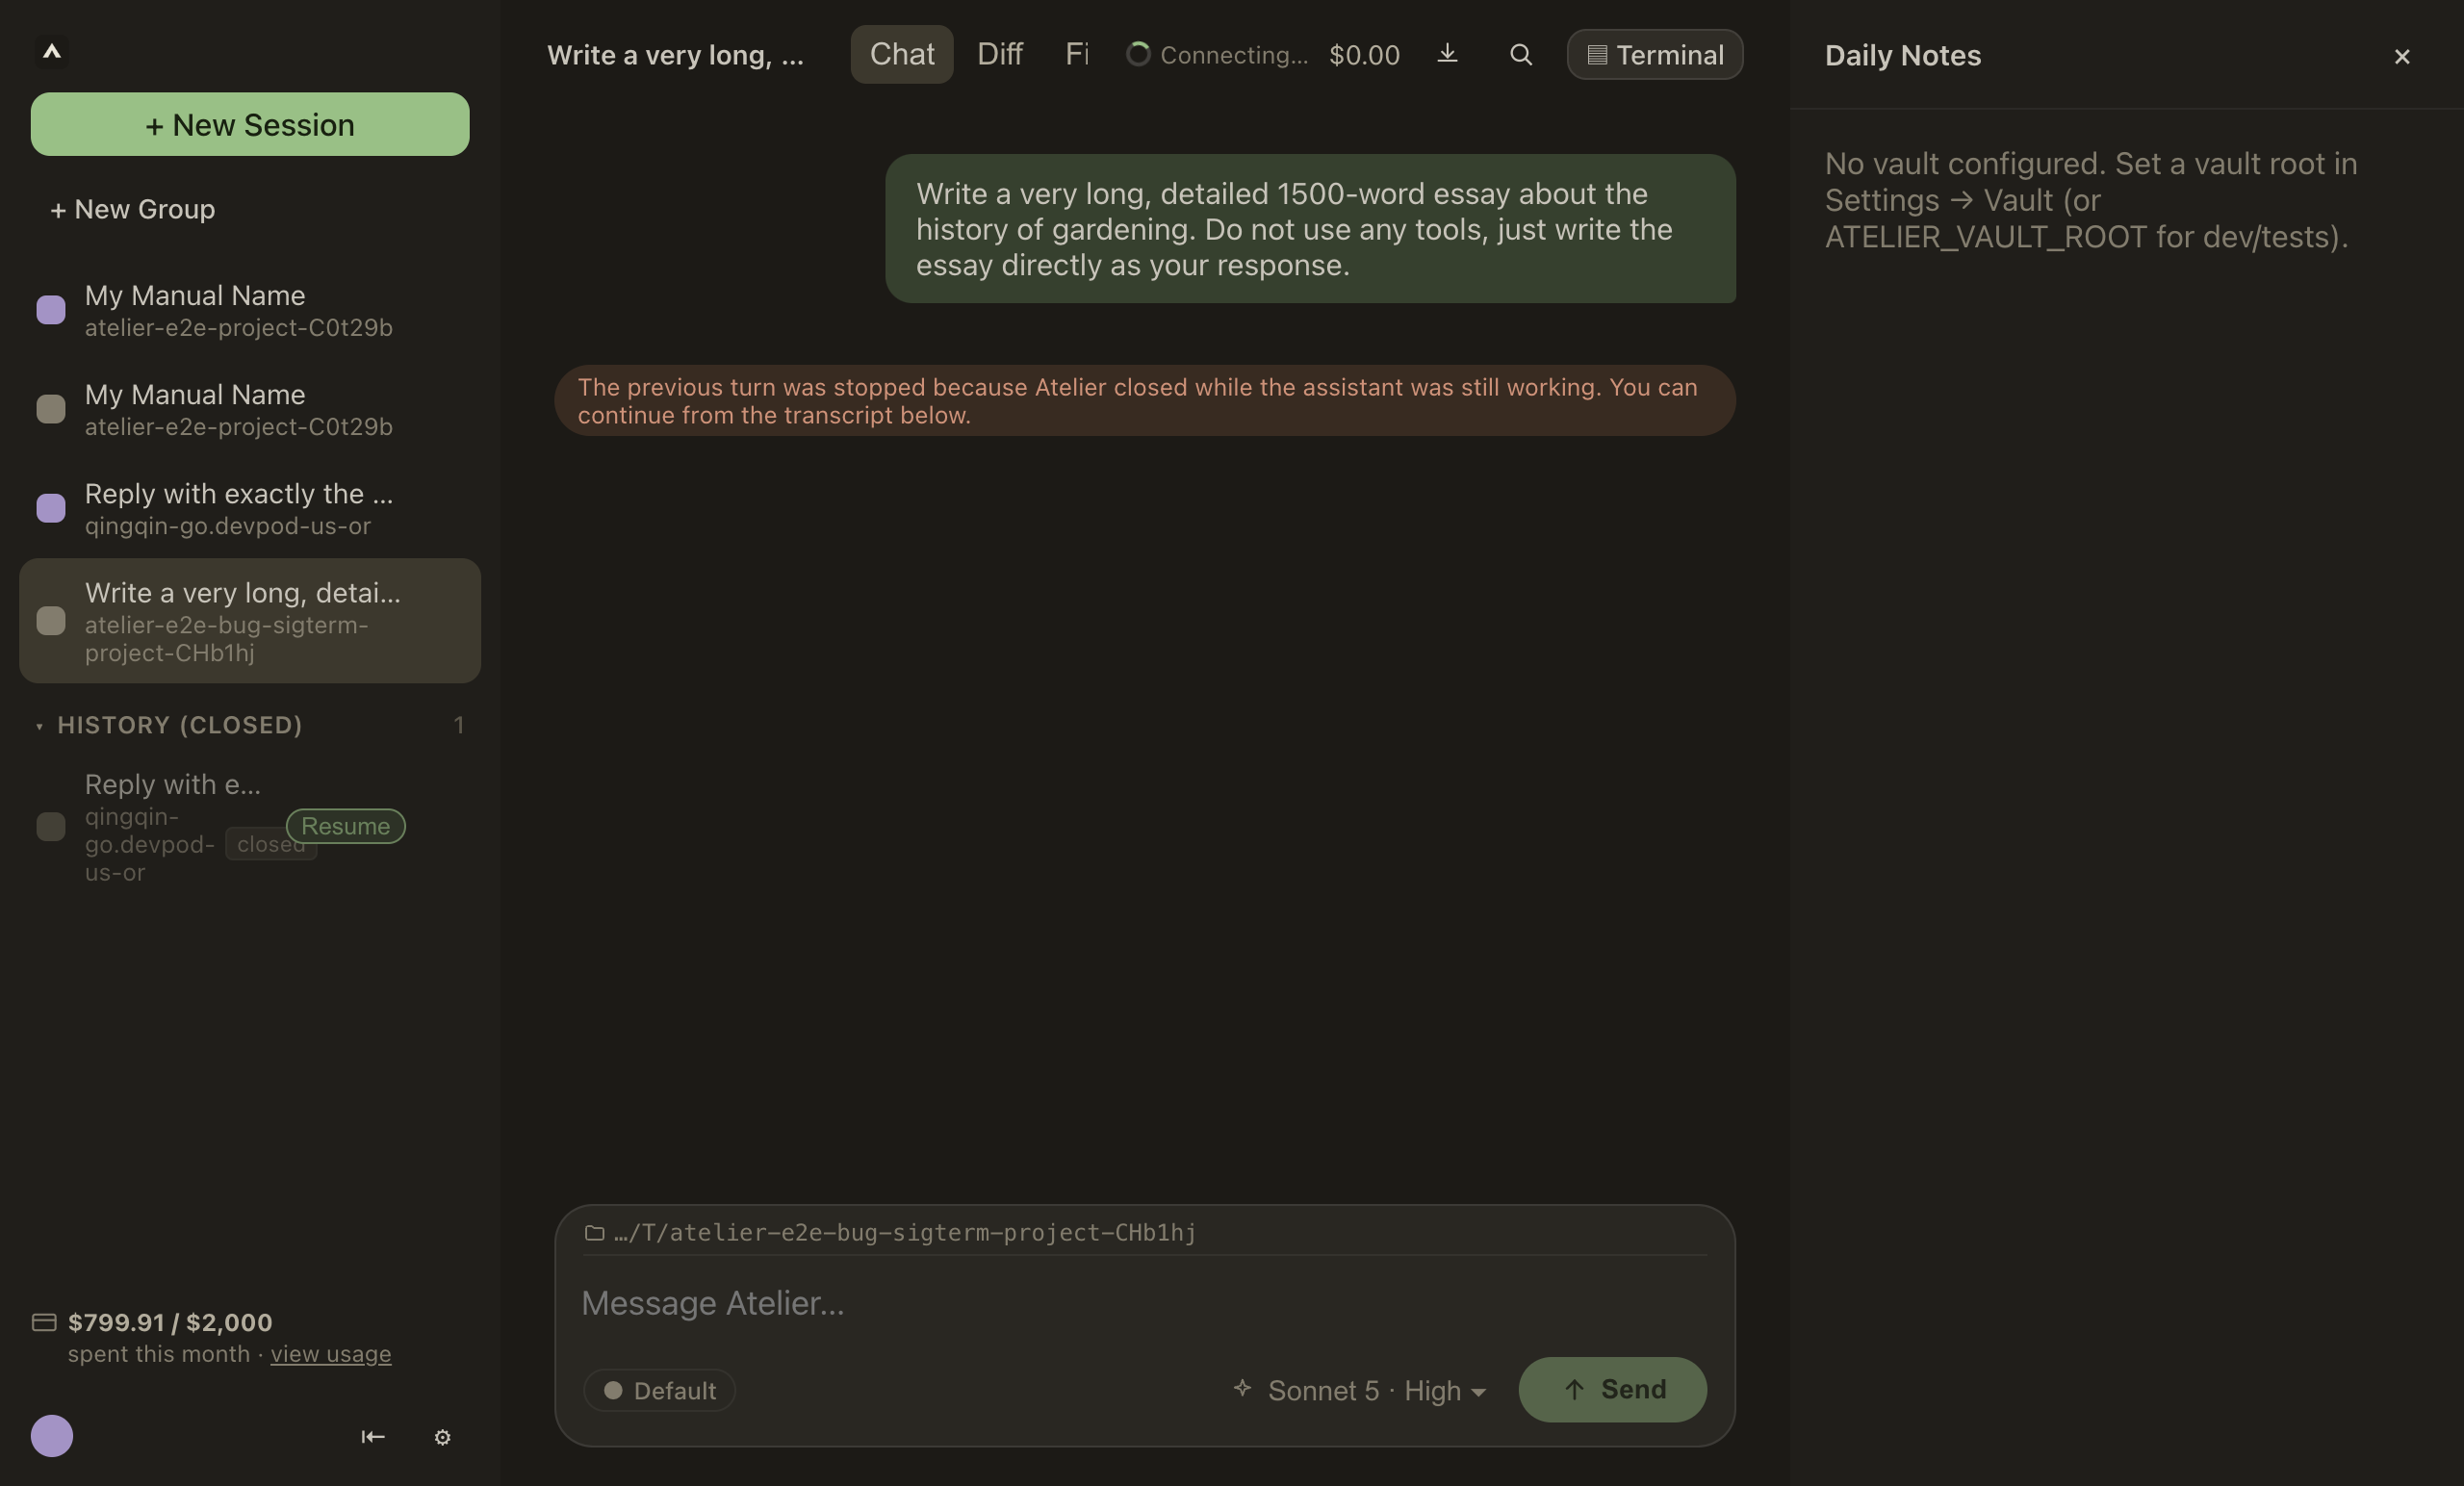 + New Session
+ New Group
My Manual Name
atelier-e2e-project-C0t29b
My Manual Name
atelier-e2e-project-C0t29b
Reply with exactly the ...
qingqin-go.devpod-us-or
Write a very long, detai...
atelier-e2e-bug-sigterm-
project-CHb1hj
HISTORY (CLOSED) 1
Reply with e...
qingqin-
go.devpod-
us-or
closed
Resume
$799.91 / $2,000
spent this month · view usage
Write a very long, ...
Chat Diff Fi Connecting... $0.00 Terminal
Write a very long, detailed 1500-word essay about the
history of gardening. Do not use any tools, just write the
essay directly as your response.
The previous turn was stopped because Atelier closed while the assistant was still working. You can
continue from the transcript below.
…/T/atelier-e2e-bug-sigterm-project-CHb1hj
Message Atelier...
Default
Sonnet 5 · High
↑ Send
Daily Notes ×
No vault configured. Set a vault root in
Settings → Vault (or
ATELIER_VAULT_ROOT for dev/tests).